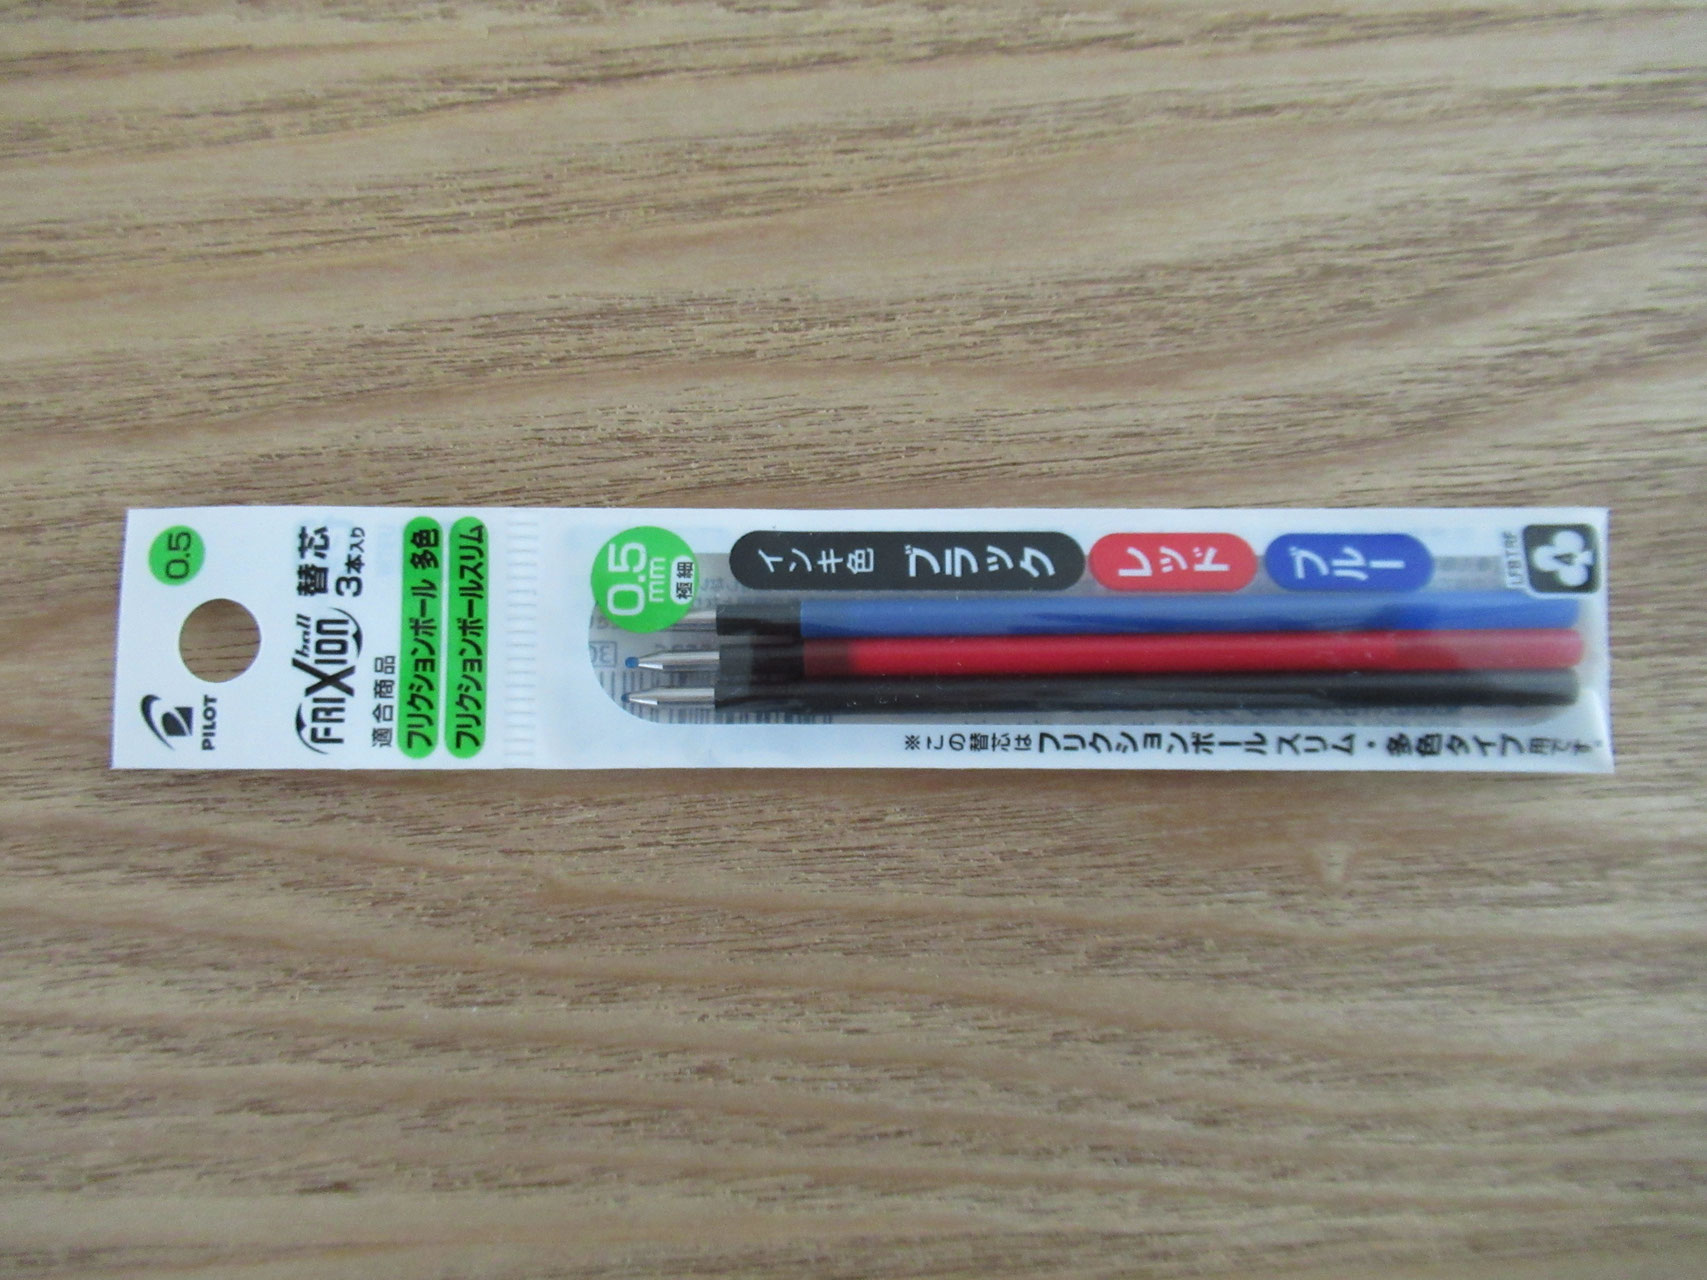 0.5
PILOT
FRIXION ball 替芯
3本入り
適合商品
フリクションボール 多色
フリクションボールスリム
0.5
mm
極細
インキ色 ブラック
レッド
ブルー
4
※この替芯はフリクションボールスリム・多色タイプ用です。